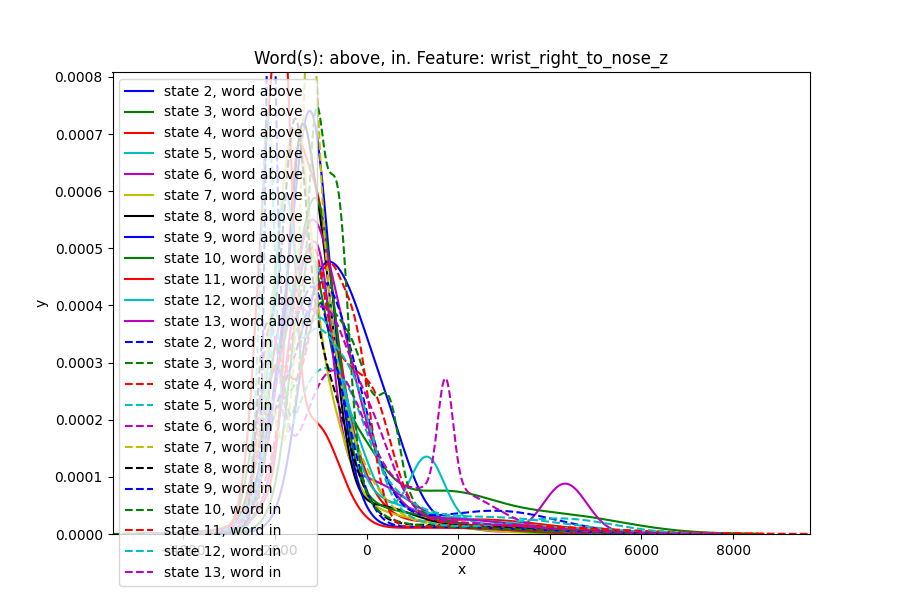 Word(s): above, in. Feature: wrist_right_to_nose_z
0.0008
0.0007
0.0006
0.0005
0.0004
0.0003
0.0002
0.0001
0.0000
y
state 2, word above
state 3, word above
state 4, word above
state 5, word above
state 6, word above
state 7, word above
state 8, word above
state 9, word above
state 10, word above
state 11, word above
state 12, word above
state 13, word above
state 2, word in
state 3, word in
state 4, word in
state 5, word in
state 6, word in
state 7, word in
state 8, word in
state 9, word in
state 10, word in
state 11, word in
state 12, word in
state 13, word in
0 2000 4000 6000 8000
x